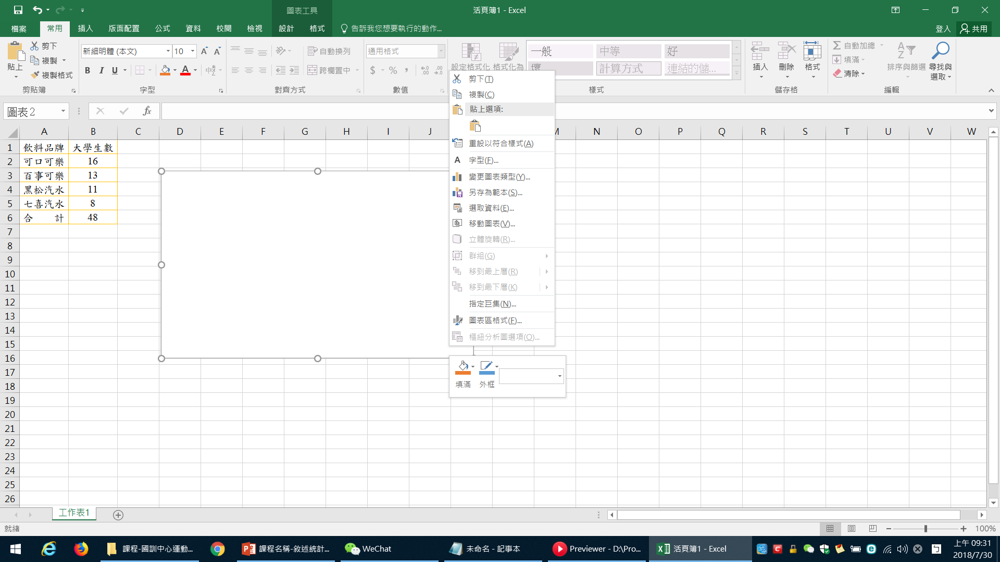 圖表工具
活頁簿1 - Excel
檔案 常用 插入 版面配置 公式 資料 校閱 檢視 設計 格式 告訴我您想要執行的動作... 登入 共用
貼上 剪下 複製 複製格式 剪貼簿
新細明體 (本文) 10 B I U A 字型
自動換列 跨欄置中 對齊方式
通用格式 $ % , 數值
設定格式化 格式化為
一般 中等 好
壞 計算方式 連結的儲...
樣式
插入 刪除 格式 儲存格
自動加總 填滿 清除 排序與篩選 尋找與選取 編輯
圖表 2 fx
A B C D E F G H I J M N O P Q R S T U V W
1 飲料品牌 大學生數
2 可口可樂 16
3 百事可樂 13
4 黑松汽水 11
5 七喜汽水 8
6 合 計 48
7
8
9
10
11
12
13
14
15
16
17
18
19
20
21
22
23
24
25
26
剪下(T)
複製(C)
貼上選項:
重設以符合樣式(A)
字型(F)...
變更圖表類型(Y)...
另存為範本(S)...
選取資料(E)...
移動圖表(V)...
立體旋轉(R)...
群組(G)
移到最上層(R)
移到最下層(K)
指定巨集(N)...
圖表區格式(F)...
樞紐分析圖選項(O)...
填滿 外框
工作表1
就緒 100%
課程-國訓中心運動... 課程名稱-敘述統計... WeChat 未命名 - 記事本 Previewer - D:\Pro... 活頁簿1 - Excel
上午 09:31
2018/7/30